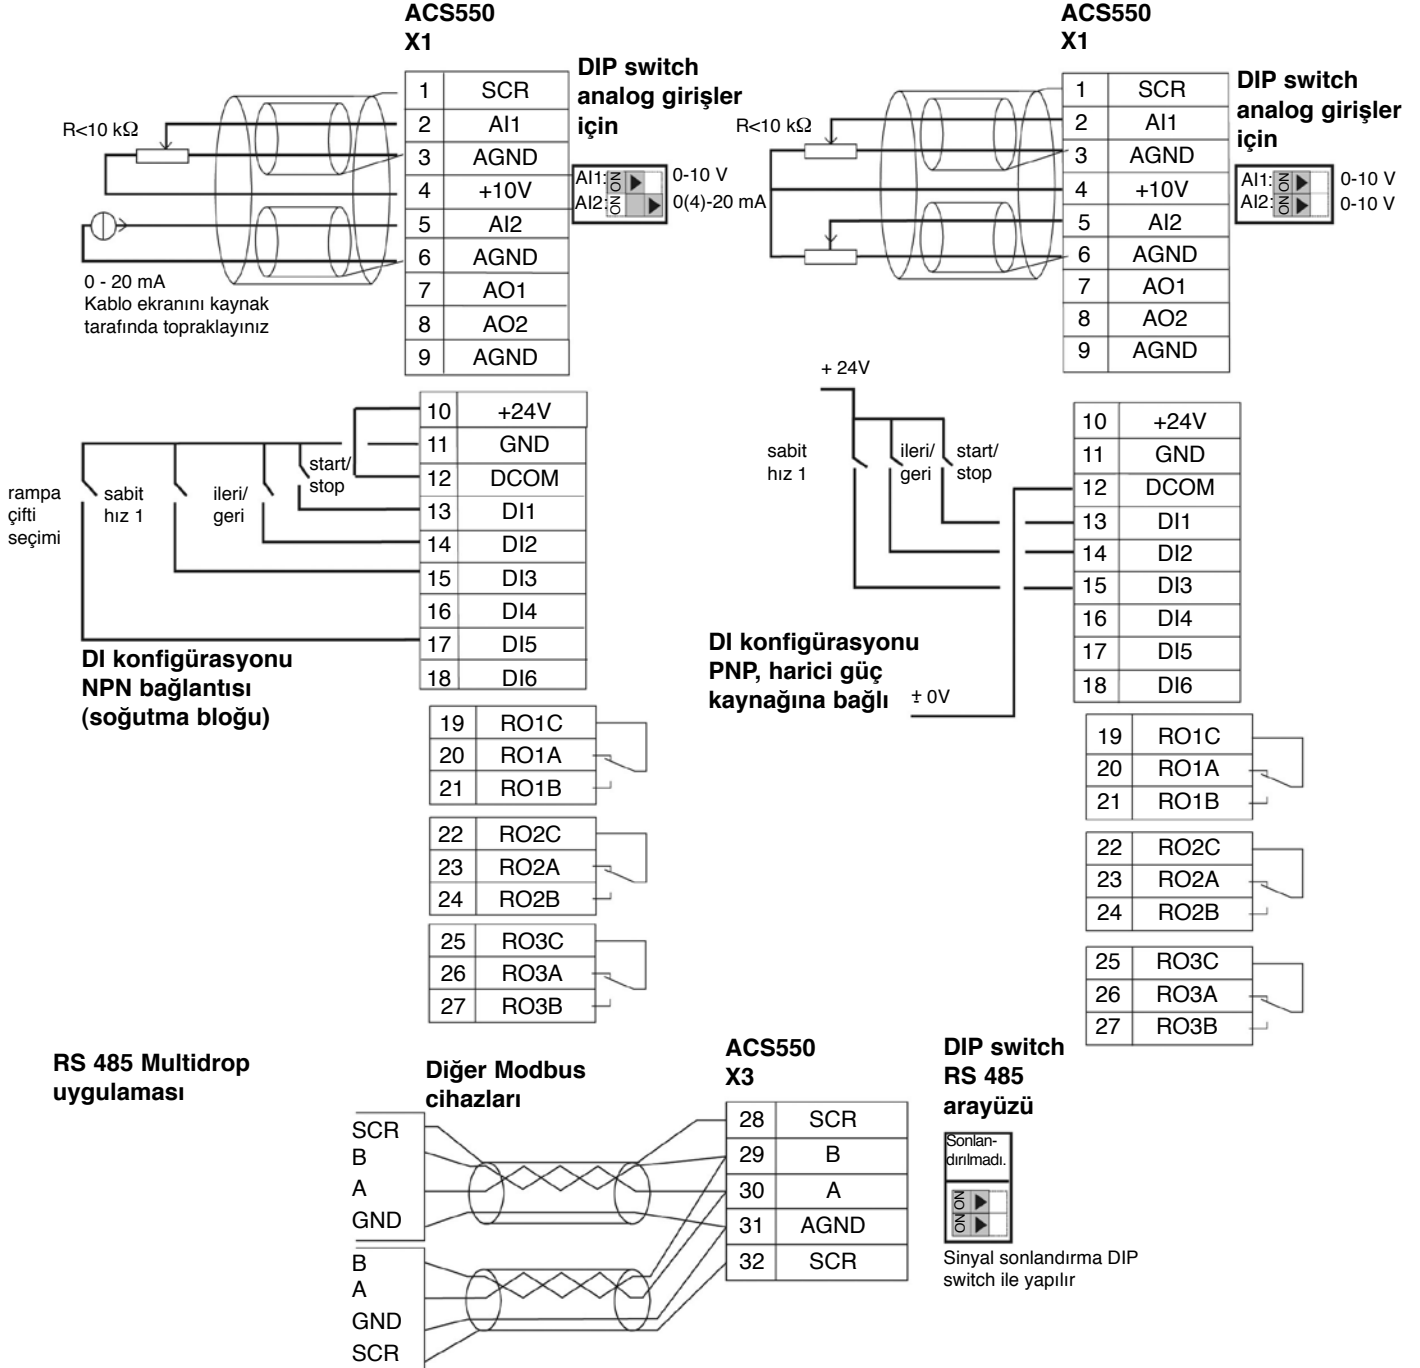 ACS550
X1
DIP switch
analog girişler
için
1 SCR
2 AI1
3 AGND
4 +10V
5 AI2
6 AGND
7 AO1
8 AO2
9 AGND
R<10 kΩ
AI1: ON 0-10 V
AI2: ON 0(4)-20 mA
0 - 20 mA
Kablo ekranını kaynak
tarafında topraklayınız
10 +24V
11 GND
12 DCOM
13 DI1
14 DI2
15 DI3
16 DI4
17 DI5
18 DI6
rampa
çifti
seçimi
sabit
hız 1
ileri/
geri
start/
stop
DI konfigürasyonu
NPN bağlantısı
(soğutma bloğu)
19 RO1C
20 RO1A
21 RO1B
22 RO2C
23 RO2A
24 RO2B
25 RO3C
26 RO3A
27 RO3B
ACS550
X1
DIP switch
analog girişler
için
1 SCR
2 AI1
3 AGND
4 +10V
5 AI2
6 AGND
7 AO1
8 AO2
9 AGND
R<10 kΩ
AI1: ON 0-10 V
AI2: ON 0-10 V
+ 24V
10 +24V
11 GND
12 DCOM
13 DI1
14 DI2
15 DI3
16 DI4
17 DI5
18 DI6
sabit
hız 1
ileri/
geri
start/
stop
DI konfigürasyonu
PNP, harici güç
kaynağına bağlı
± 0V
19 RO1C
20 RO1A
21 RO1B
22 RO2C
23 RO2A
24 RO2B
25 RO3C
26 RO3A
27 RO3B
RS 485 Multidrop
uygulaması
Diğer Modbus
cihazları
SCR
B
A
GND
B
A
GND
SCR
ACS550
X3
28 SCR
29 B
30 A
31 AGND
32 SCR
DIP switch
RS 485
arayüzü
Sonlan-
dırılmadı.
ON
ON
Sinyal sonlandırma DIP
switch ile yapılır